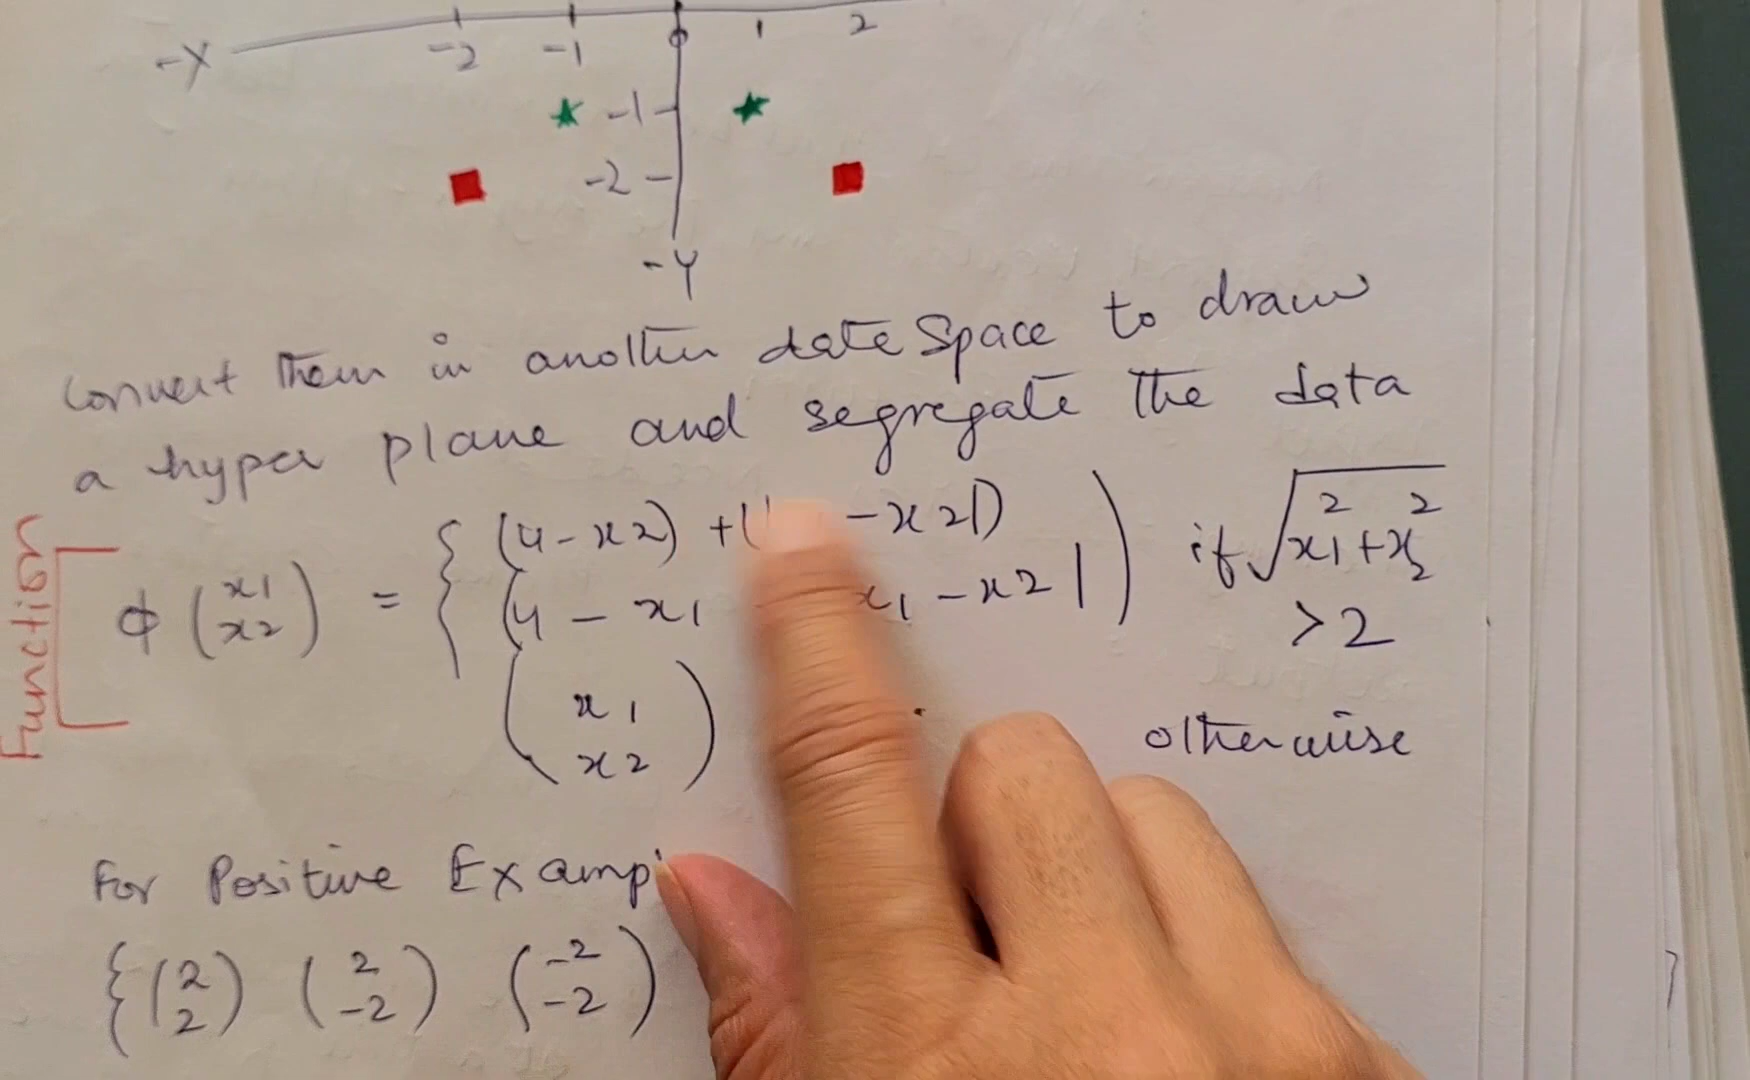 -X -2 -1 0 1 2
-1
-2
-Y
Convert them in another date Space to draw
a hyper plane and segregate the data
Function
ϕ (x1 x2) = { (4-x2) + (| -x2|) if √x1²+x2²
(4 - x1 x1 - x2| ) >2
(x1 x2) otherwise
For Positive Examp
{(2 2) (2 -2) (-2 -2)